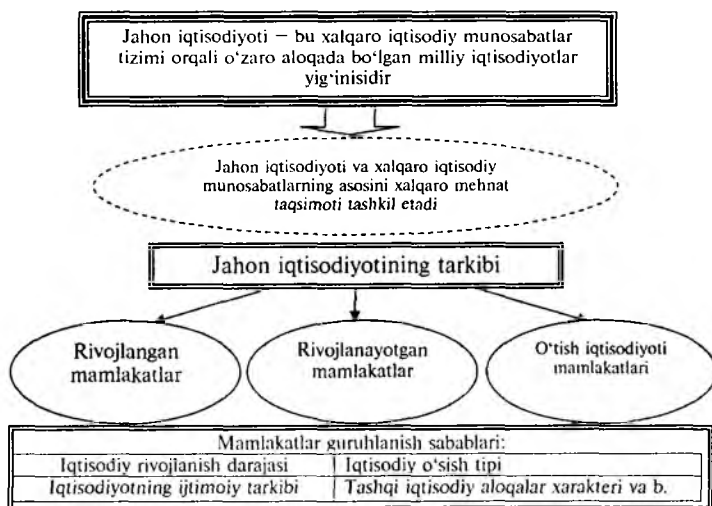 Jahon iqtisodiyoti – bu xalqaro iqtisodiy munosabatlar
tizimi orqali o‘zaro aloqada bo‘lgan milliy iqtisodiyotlar
yig‘inisidir
Jahon iqtisodiyoti va xalqaro iqtisodiy
munosabatlarning asosini xalqaro mehnat
taqsimoti tashkil etadi
Jahon iqtisodiyotining tarkibi
Rivojlangan
mamlakatlar
Rivojlanayotgan
mamlakatlar
O‘tish iqtisodiyoti
mamlakatlari
Mamlakatlar guruhlanish sabablari:
Iqtisodiy rivojlanish darajasi
Iqtisodiy o‘sish tipi
Iqtisodiyotning ijtimoiy tarkibi
Tashqi iqtisodiy aloqalar xarakteri va b.